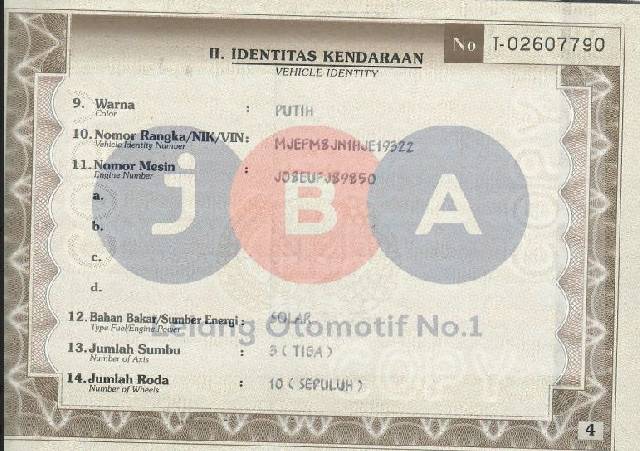 No I-02607790
II. IDENTITAS KENDARAAN
VEHICLE IDENTITY
9. Warna : PUTIH
Color
10. Nomor Rangka/NIK/VIN: MJEFM8JN1HJE19322
Vehicle Identity Number
11. Nomor Mesin : J08EUFJ89850
Engine Number
a.
b.
c.
d.
jBA
12. Bahan Bakar/Sumber Energi : SOLAR
Type Fuel/Engine Power
Lelang Otomotif No.1
13. Jumlah Sumbu : 3 ( TIGA )
Number of Axis
14. Jumlah Roda : 10 ( SEPULUH )
Number of Wheels
4